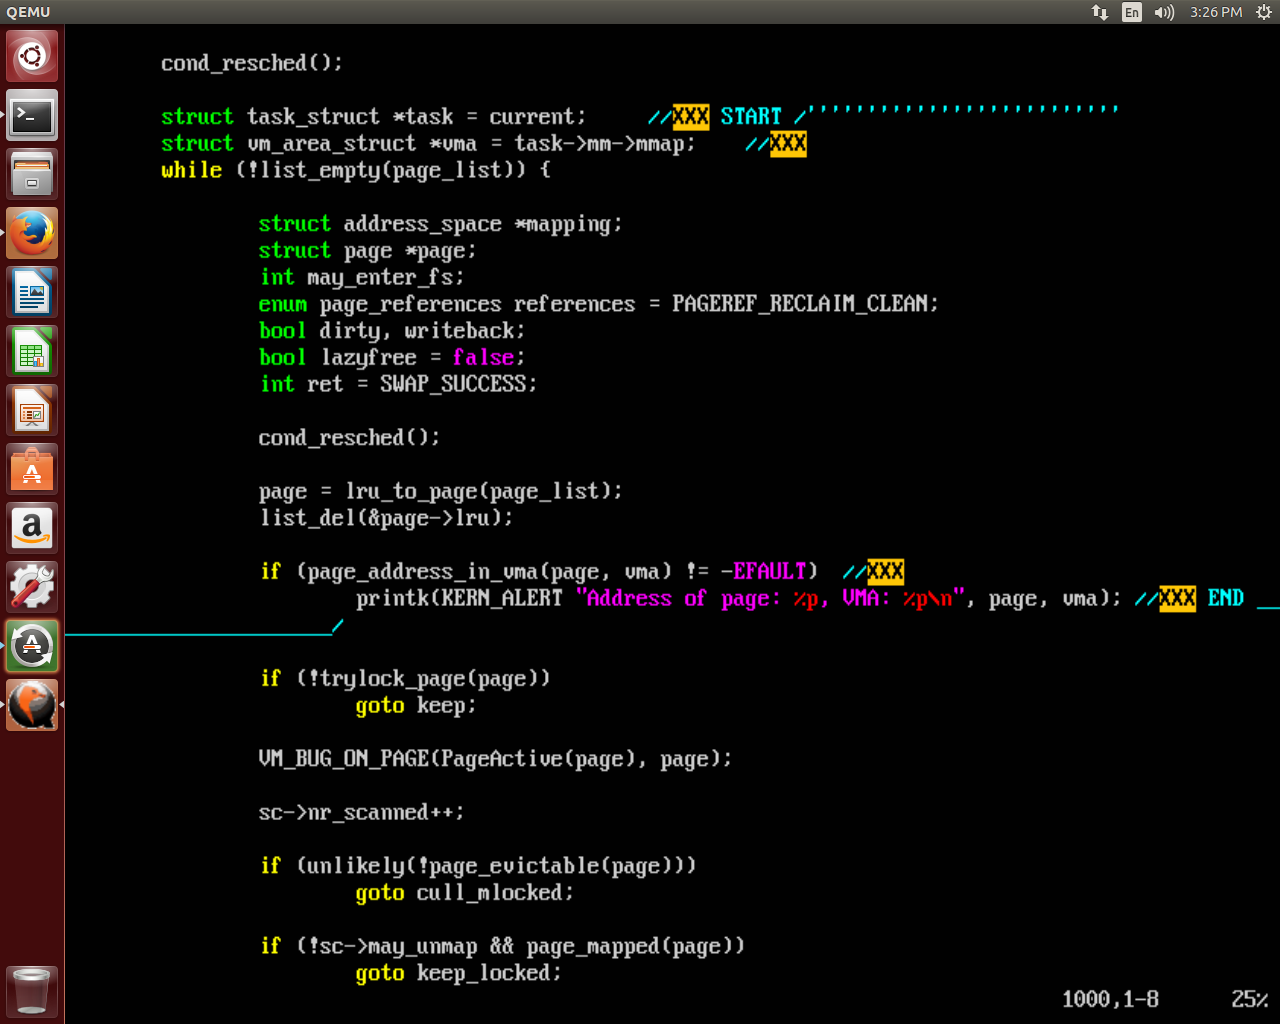 QEMU
En
3:26 PM
cond_resched();
struct task_struct *task = current;     //XXX START /''''''''''''''''''''''''''
struct vm_area_struct *vma = task->mm->mmap;    //XXX
while (!list_empty(page_list)) {
struct address_space *mapping;
struct page *page;
int may_enter_fs;
enum page_references references = PAGEREF_RECLAIM_CLEAN;
bool dirty, writeback;
bool lazyfree = false;
int ret = SWAP_SUCCESS;
cond_resched();
page = lru_to_page(page_list);
list_del(&page->lru);
if (page_address_in_vma(page, vma) != -EFAULT)  //XXX
printk(KERN_ALERT "Address of page: %p, VMA: %p\n", page, vma); //XXX END __
______________________/
if (!trylock_page(page))
goto keep;
VM_BUG_ON_PAGE(PageActive(page), page);
sc->nr_scanned++;
if (unlikely(!page_evictable(page)))
goto cull_mlocked;
if (!sc->may_unmap && page_mapped(page))
goto keep_locked;
1000,1-8      25%